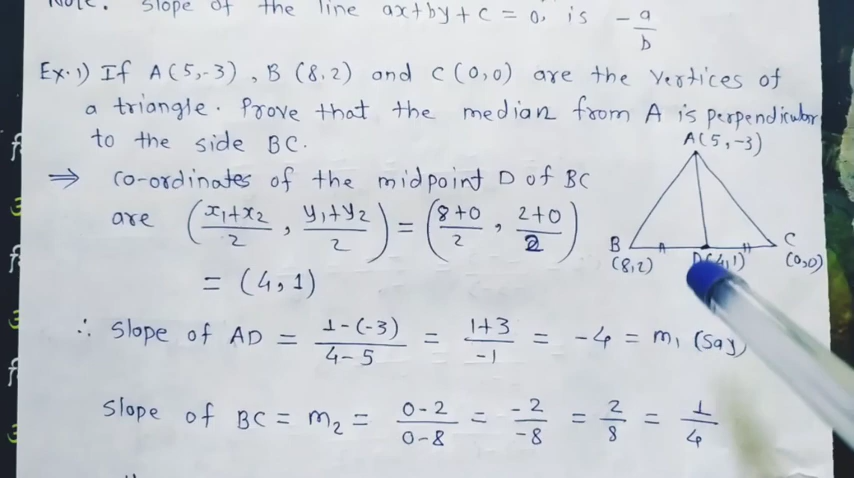 Note. Slope of the line ax+by+c = 0, is -a/b
Ex.1) If A(5,-3), B(8,2) and C(0,0) are the vertices of
a triangle. Prove that the median from A is perpendicular
to the side BC.
A(5,-3)
⇒ Co-ordinates of the midpoint D of BC
are (x₁+x₂/2, y₁+y₂/2) = (8+0/2, 2+0/2)
B
C
(8,2)
D(4,1)
(0,0)
= (4,1)
∴ Slope of AD = 1-(-3)/4-5 = 1+3/-1 = -4 = m₁ (Say)
Slope of BC = m₂ = 0-2/0-8 = -2/-8 = 2/8 = 1/4